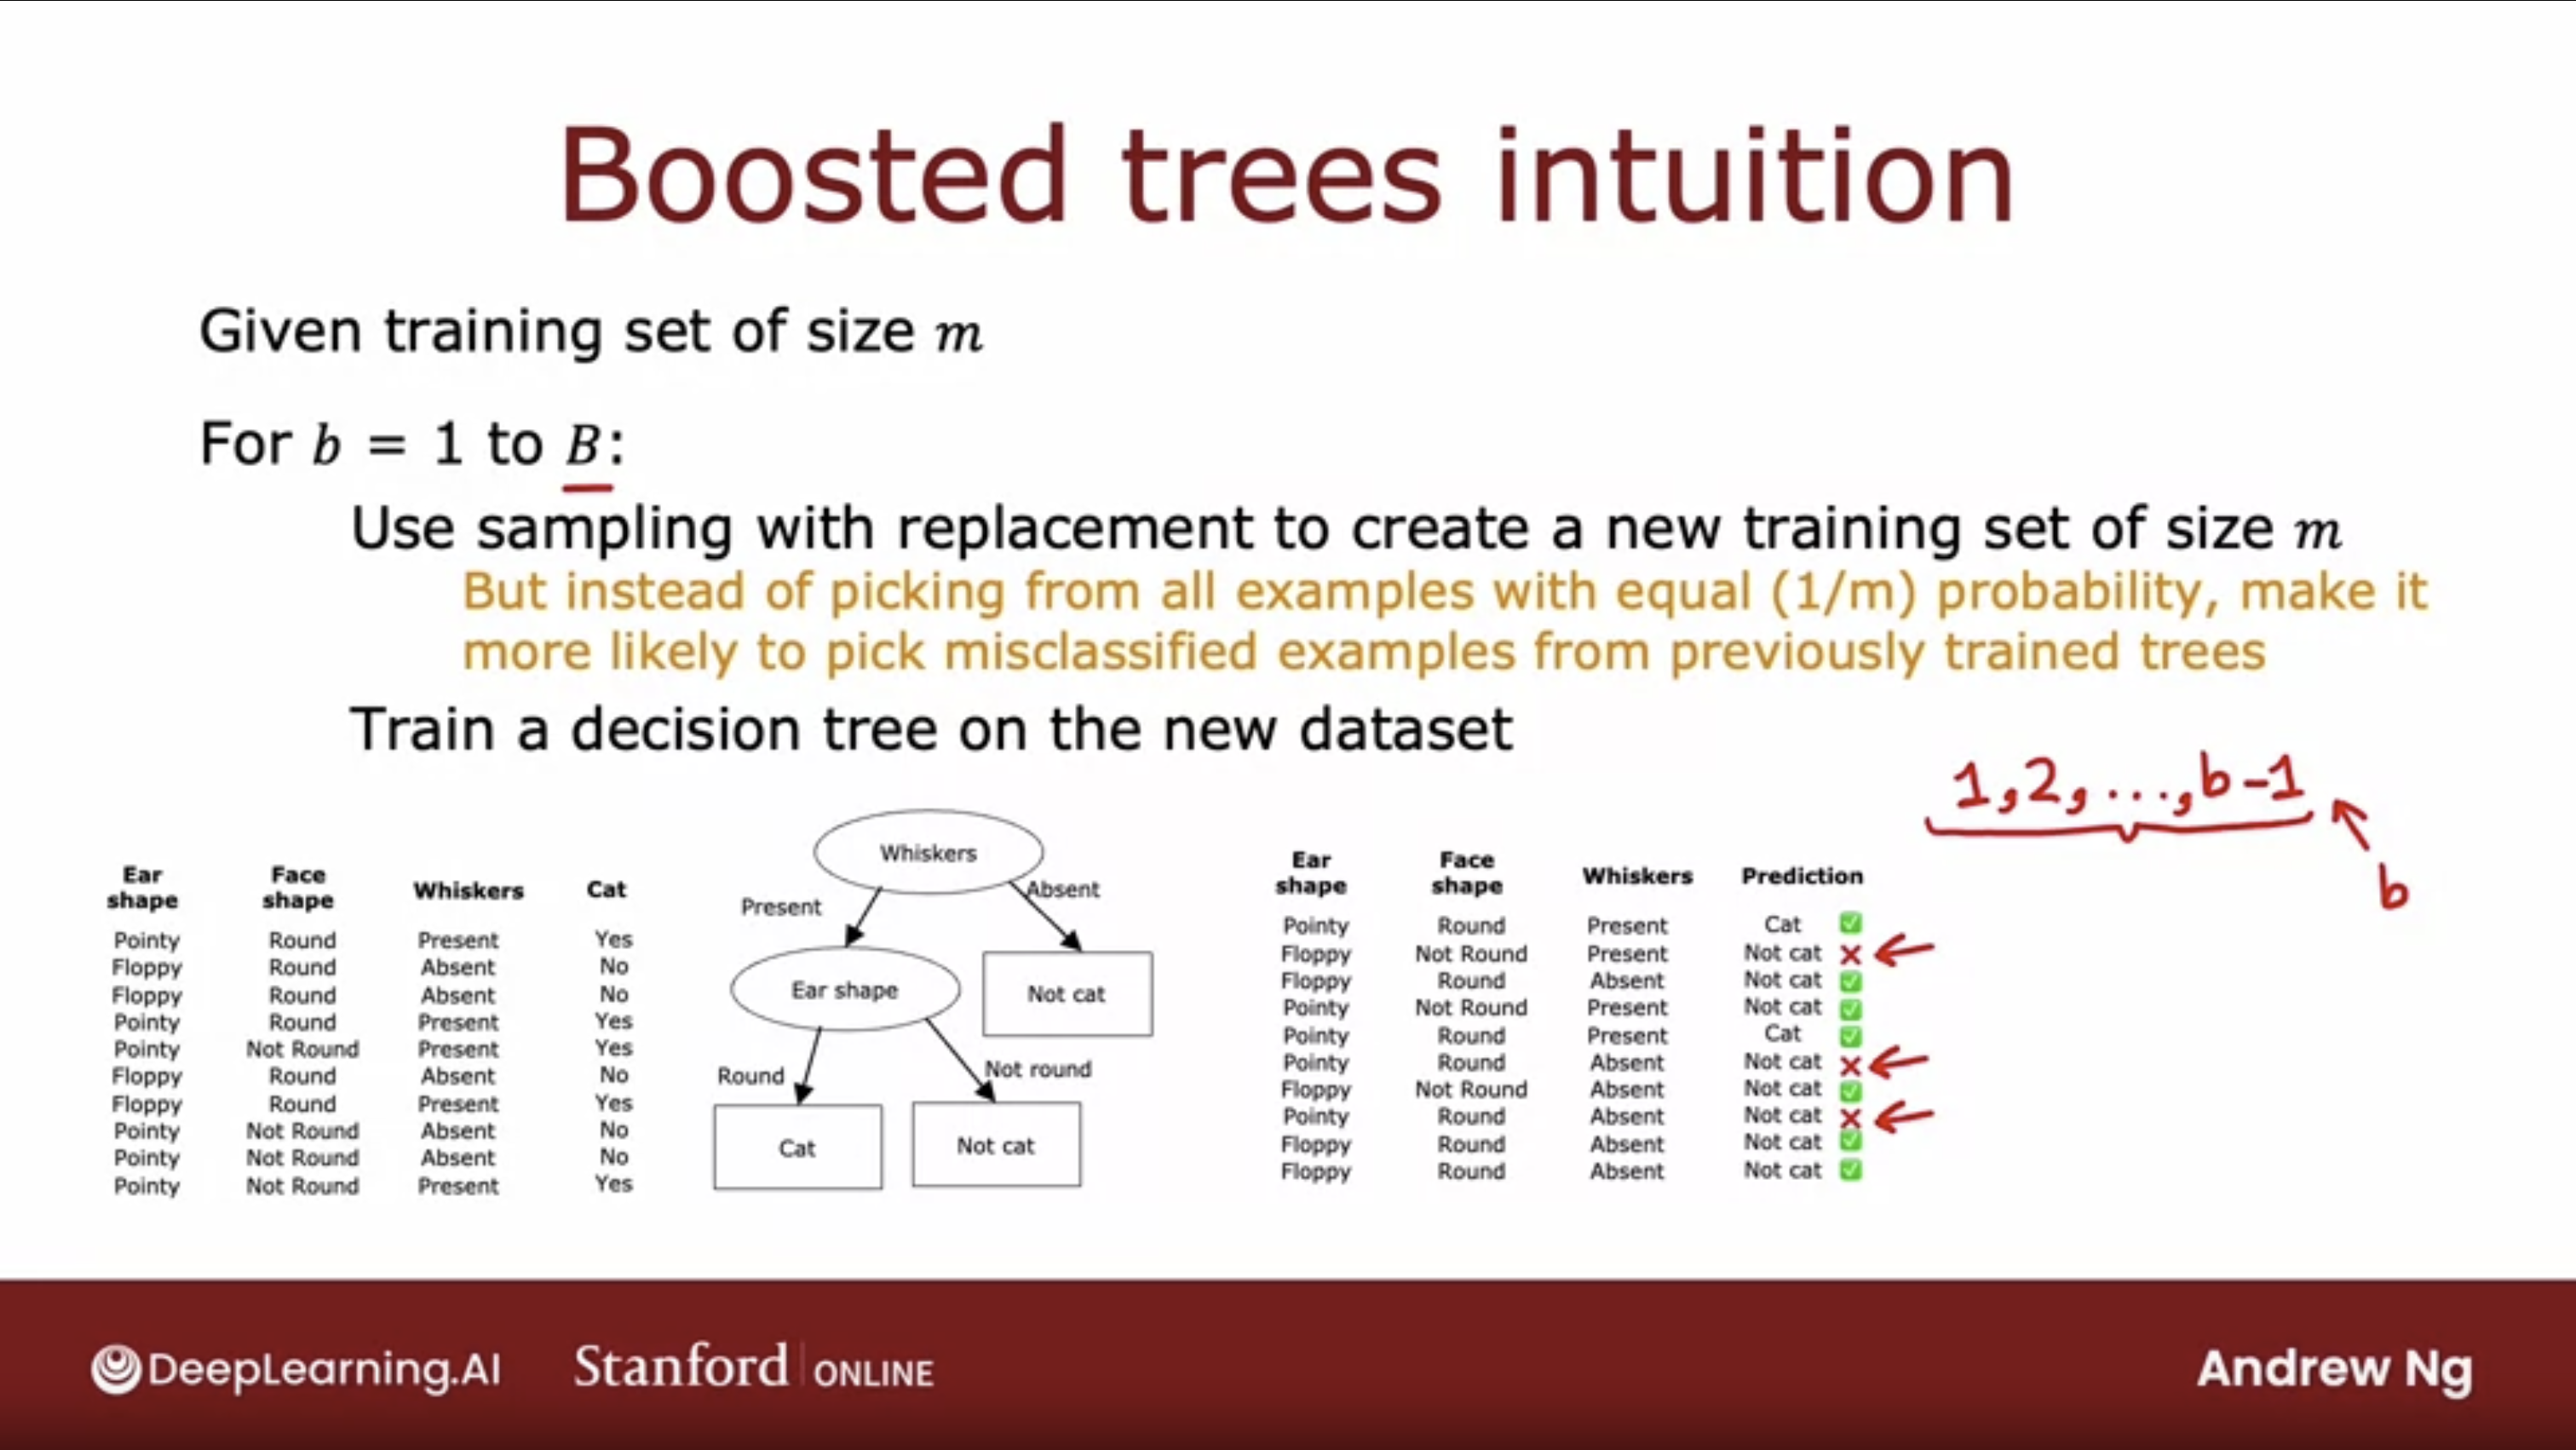 Boosted trees intuition
Given training set of size m
For b = 1 to B:
Use sampling with replacement to create a new training set of size m
But instead of picking from all examples with equal (1/m) probability, make it
more likely to pick misclassified examples from previously trained trees
Train a decision tree on the new dataset
1,2,...,b-1
b
Ear shape Face shape Whiskers Cat
Pointy Round Present Yes
Floppy Round Absent No
Floppy Round Absent No
Pointy Round Present Yes
Pointy Not Round Present Yes
Floppy Round Absent No
Floppy Round Present Yes
Pointy Not Round Absent No
Pointy Not Round Absent No
Pointy Not Round Present Yes
Whiskers
Present
Absent
Ear shape
Not cat
Round
Not round
Cat
Not cat
Ear shape Face shape Whiskers Prediction
Pointy Round Present Cat ✅
Floppy Not Round Present Not cat ❌
Floppy Round Absent Not cat ✅
Pointy Not Round Present Not cat ✅
Pointy Round Present Cat ✅
Pointy Round Absent Not cat ❌
Floppy Not Round Absent Not cat ✅
Pointy Round Absent Not cat ❌
Floppy Round Absent Not cat ✅
Floppy Round Absent Not cat ✅
DeepLearning.AI Stanford | ONLINE Andrew Ng